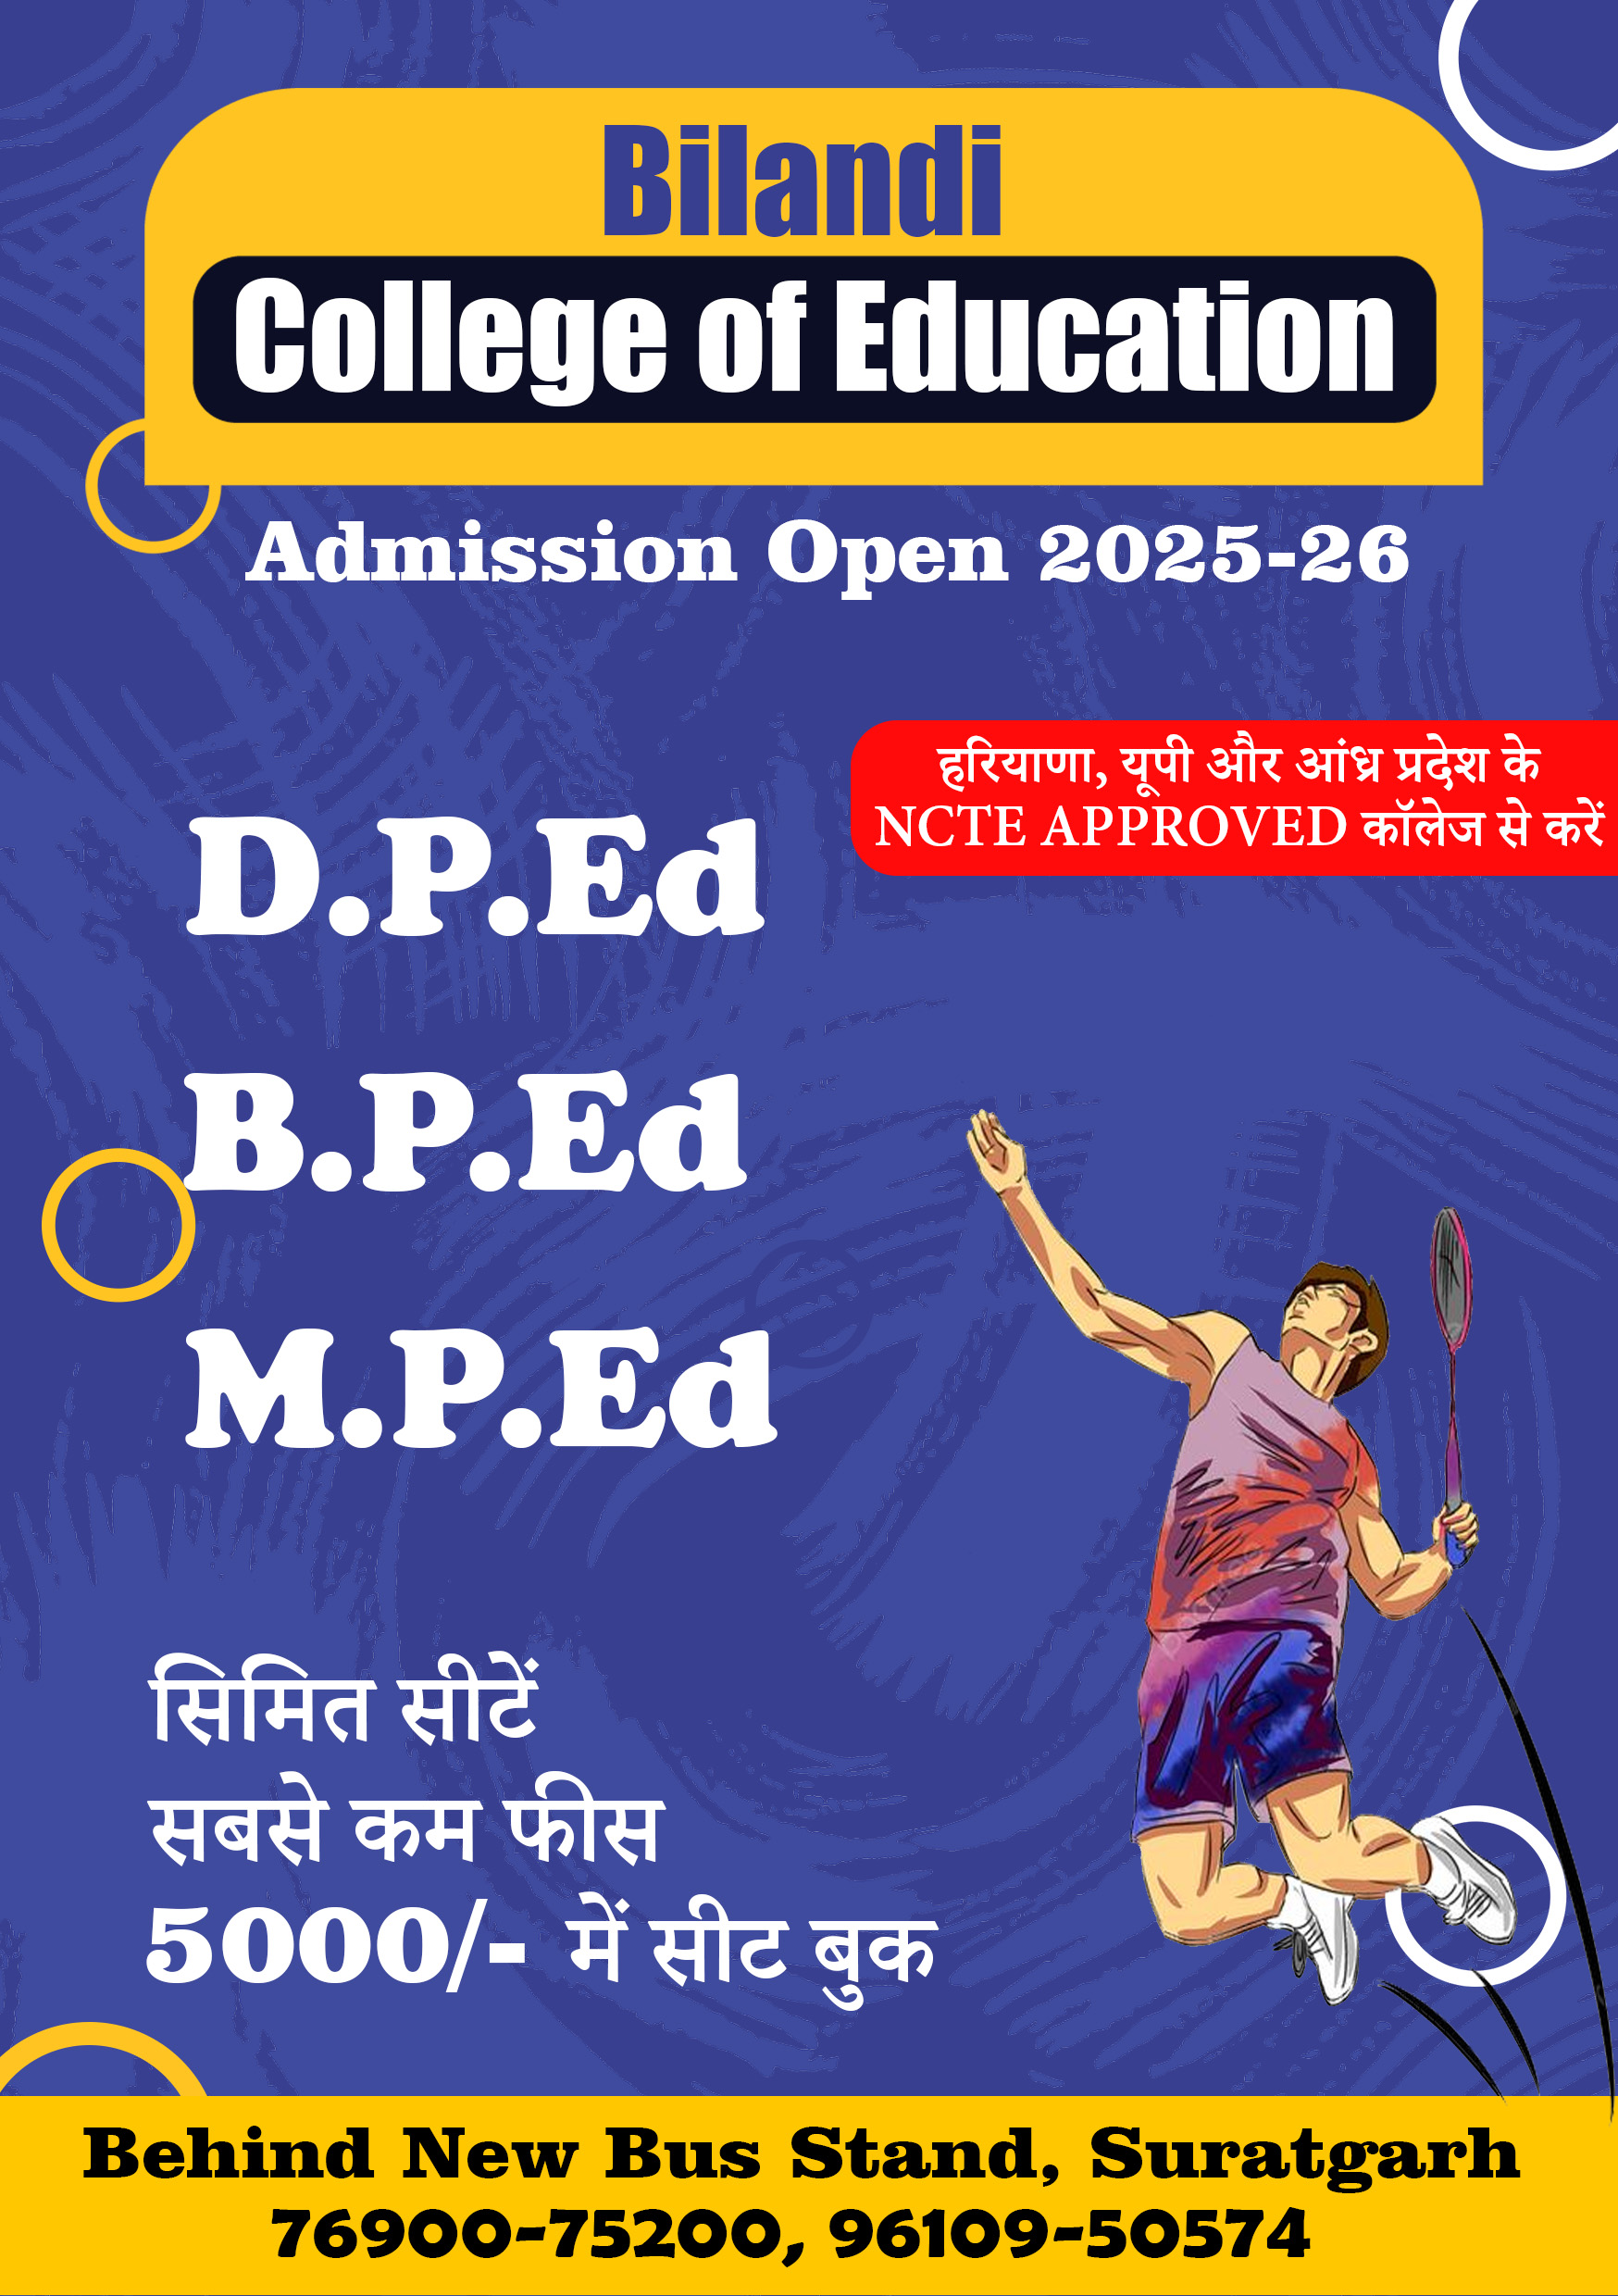 Bilandi
College of Education
Admission Open 2025-26
हरियाणा, यूपी और आंध्र प्रदेश के
NCTE APPROVED कॉलेज से करें
D.P.Ed
B.P.Ed
M.P.Ed
सिमित सीटें
सबसे कम फीस
5000/- में सीट बुक
Behind New Bus Stand, Suratgarh
76900-75200, 96109-50574